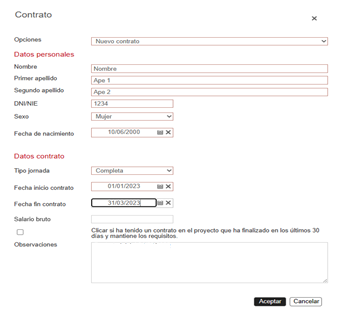 Contrato
×
Opciones
Nuevo contrato
Datos personales
Nombre
Nombre
Primer apellido
Ape 1
Segundo apellido
Ape 2
DNI/NIE
1234
Sexo
Mujer
Fecha de nacimiento
10/06/2000
Datos contrato
Tipo jornada
Completa
Fecha inicio contrato
01/01/2023
Fecha fin contrato
31/03/2023
Salario bruto
Clicar si ha tenido un contrato en el proyecto que ha finalizado en los últimos 30
días y mantiene los requisitos.
Observaciones
Aceptar
Cancelar